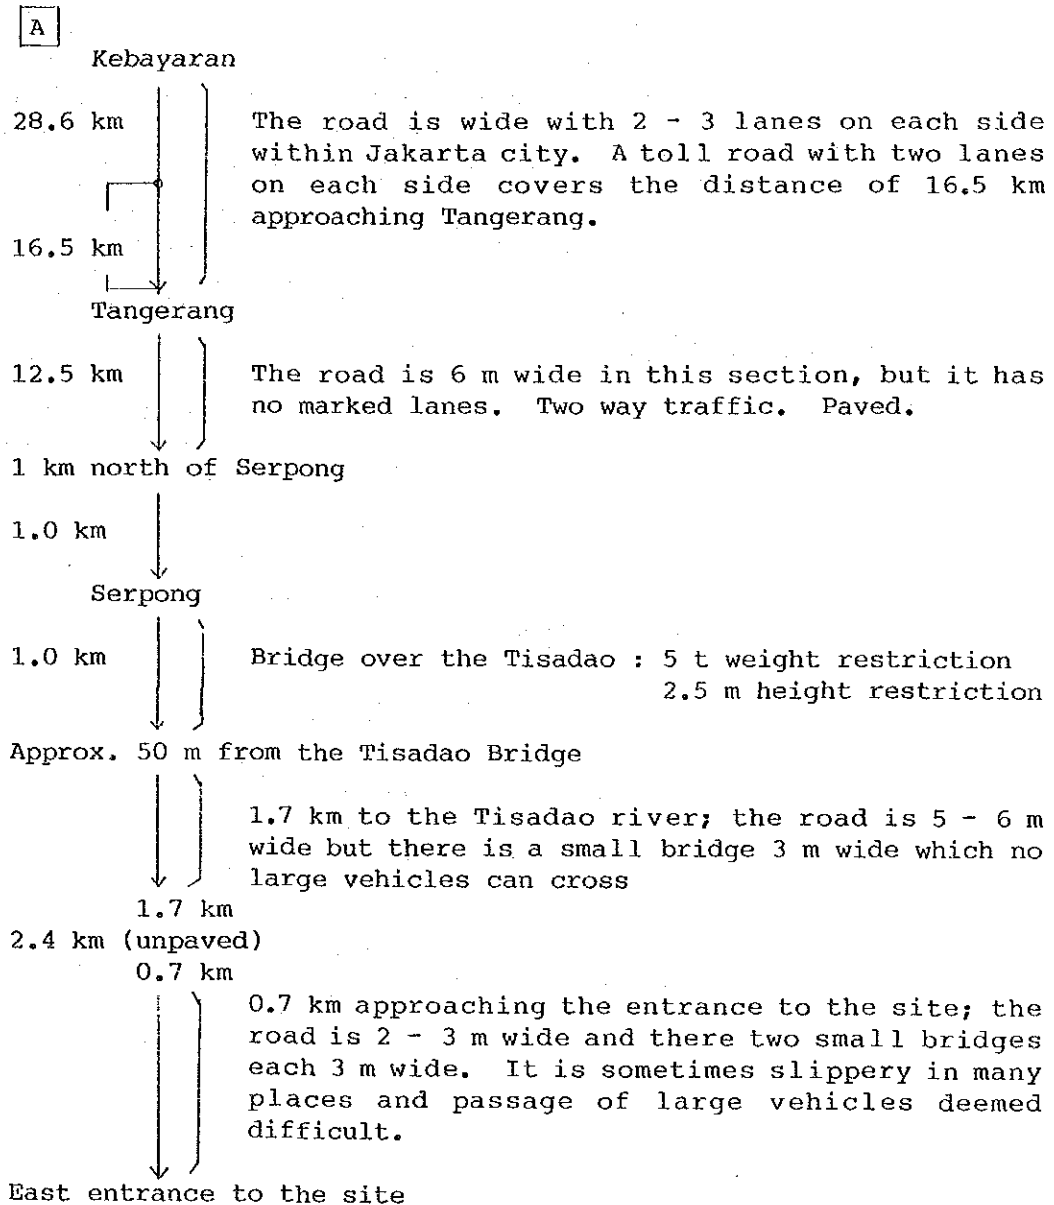 A
Kebayaran
28.6 km
The road is wide with 2 - 3 lanes on each side
within Jakarta city. A toll road with two lanes
on each side covers the distance of 16.5 km
approaching Tangerang.
16.5 km
Tangerang
12.5 km
The road is 6 m wide in this section, but it has
no marked lanes. Two way traffic. Paved.
1 km north of Serpong
1.0 km
Serpong
1.0 km
Bridge over the Tisadao : 5 t weight restriction
2.5 m height restriction
Approx. 50 m from the Tisadao Bridge
1.7 km to the Tisadao river; the road is 5 - 6 m
wide but there is a small bridge 3 m wide which no
large vehicles can cross
1.7 km
2.4 km (unpaved)
0.7 km
0.7 km approaching the entrance to the site; the
road is 2 - 3 m wide and there two small bridges
each 3 m wide. It is sometimes slippery in many
places and passage of large vehicles deemed
difficult.
East entrance to the site